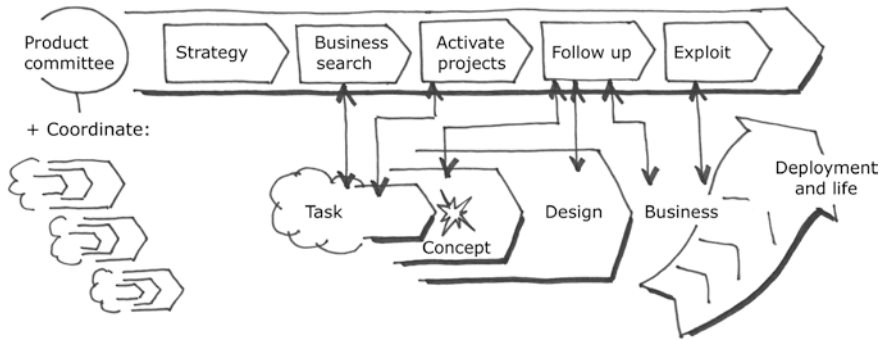 Product
committee
Strategy
Business
search
Activate
projects
Follow up
Exploit
+ Coordinate:
Task
Concept
Design
Business
Deployment
and life